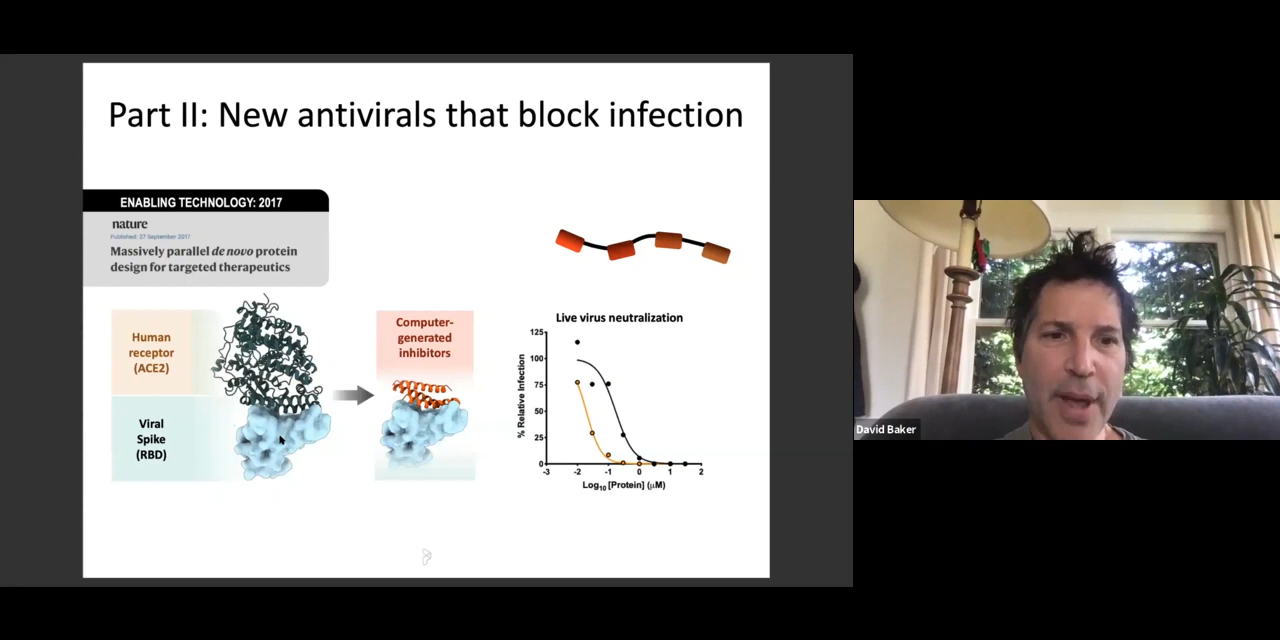 Part II: New antivirals that block infection
ENABLING TECHNOLOGY: 2017
nature
Published: 27 September 2017
Massively parallel de novo protein
design for targeted therapeutics
Human
receptor
(ACE2)
Viral
Spike
(RBD)
Computer-
generated
inhibitors
Live virus neutralization
% Relative Infection
125
100
75
50
25
0
-3 -2 -1 0 1 2
Log10 [Protein] (μM)
David Baker